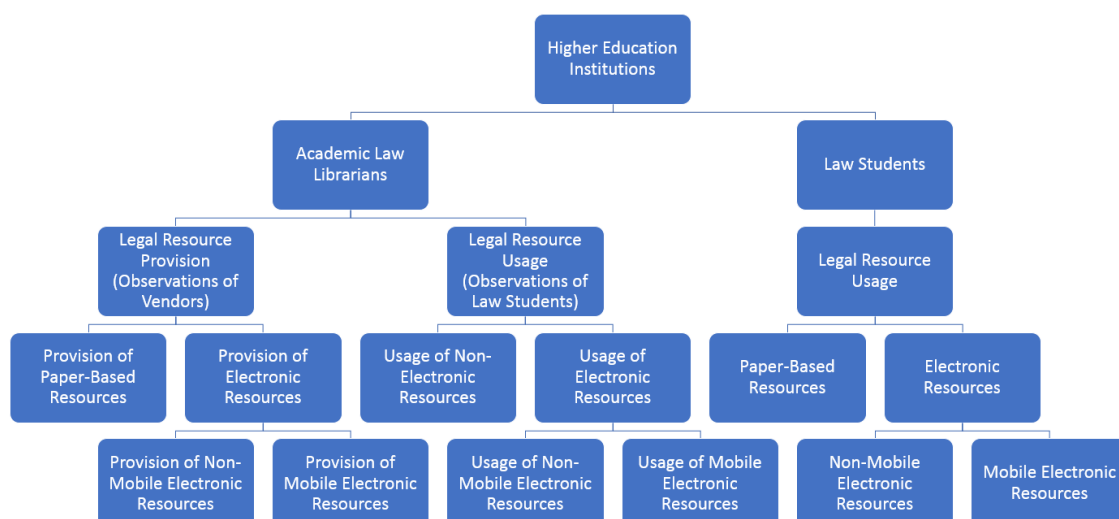 Higher Education
Institutions
Academic Law
Librarians
Law Students
Legal Resource
Provision
(Observations of
Vendors)
Legal Resource
Usage
(Observations of
Law Students)
Legal Resource
Usage
Provision of
Paper-Based
Resources
Provision of
Electronic
Resources
Usage of Non-
Electronic
Resources
Usage of
Electronic
Resources
Paper-Based
Resources
Electronic
Resources
Provision of Non-
Mobile Electronic
Resources
Provision of
Mobile Electronic
Resources
Usage of Non-
Mobile Electronic
Resources
Usage of Mobile
Electronic
Resources
Non-Mobile
Electronic
Resources
Mobile Electronic
Resources